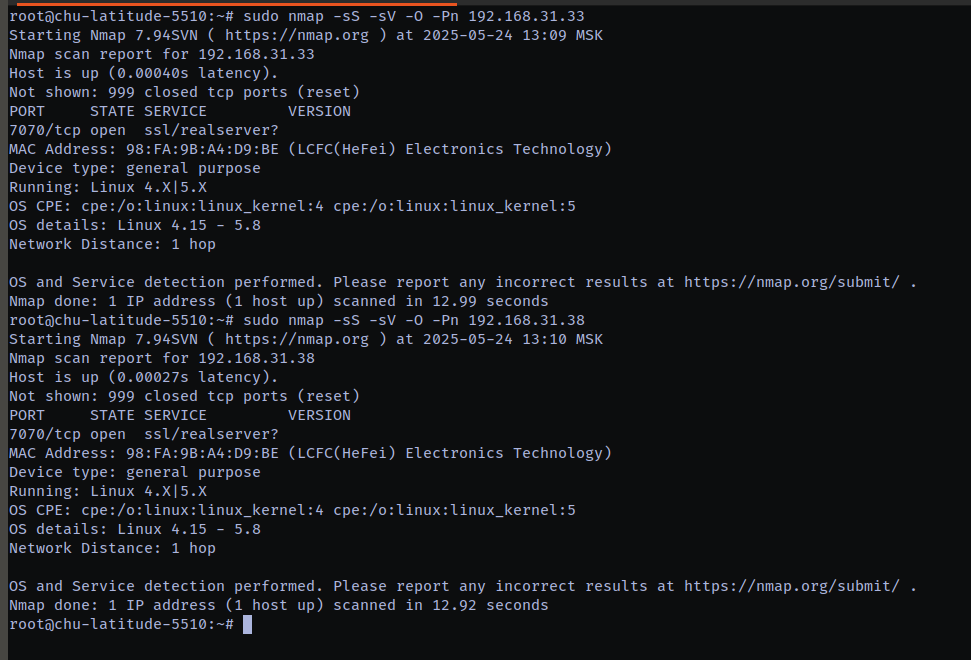 root@chu-latitude-5510:~# sudo nmap -sS -sV -O -Pn 192.168.31.33
Starting Nmap 7.94SVN ( https://nmap.org ) at 2025-05-24 13:09 MSK
Nmap scan report for 192.168.31.33
Host is up (0.00040s latency).
Not shown: 999 closed tcp ports (reset)
PORT     STATE SERVICE         VERSION
7070/tcp open  ssl/realserver?
MAC Address: 98:FA:9B:A4:D9:BE (LCFC(HeFei) Electronics Technology)
Device type: general purpose
Running: Linux 4.X|5.X
OS CPE: cpe:/o:linux:linux_kernel:4 cpe:/o:linux:linux_kernel:5
OS details: Linux 4.15 - 5.8
Network Distance: 1 hop

OS and Service detection performed. Please report any incorrect results at https://nmap.org/submit/ .
Nmap done: 1 IP address (1 host up) scanned in 12.99 seconds
root@chu-latitude-5510:~# sudo nmap -sS -sV -O -Pn 192.168.31.38
Starting Nmap 7.94SVN ( https://nmap.org ) at 2025-05-24 13:10 MSK
Nmap scan report for 192.168.31.38
Host is up (0.00027s latency).
Not shown: 999 closed tcp ports (reset)
PORT     STATE SERVICE         VERSION
7070/tcp open  ssl/realserver?
MAC Address: 98:FA:9B:A4:D9:BE (LCFC(HeFei) Electronics Technology)
Device type: general purpose
Running: Linux 4.X|5.X
OS CPE: cpe:/o:linux:linux_kernel:4 cpe:/o:linux:linux_kernel:5
OS details: Linux 4.15 - 5.8
Network Distance: 1 hop

OS and Service detection performed. Please report any incorrect results at https://nmap.org/submit/ .
Nmap done: 1 IP address (1 host up) scanned in 12.92 seconds
root@chu-latitude-5510:~#